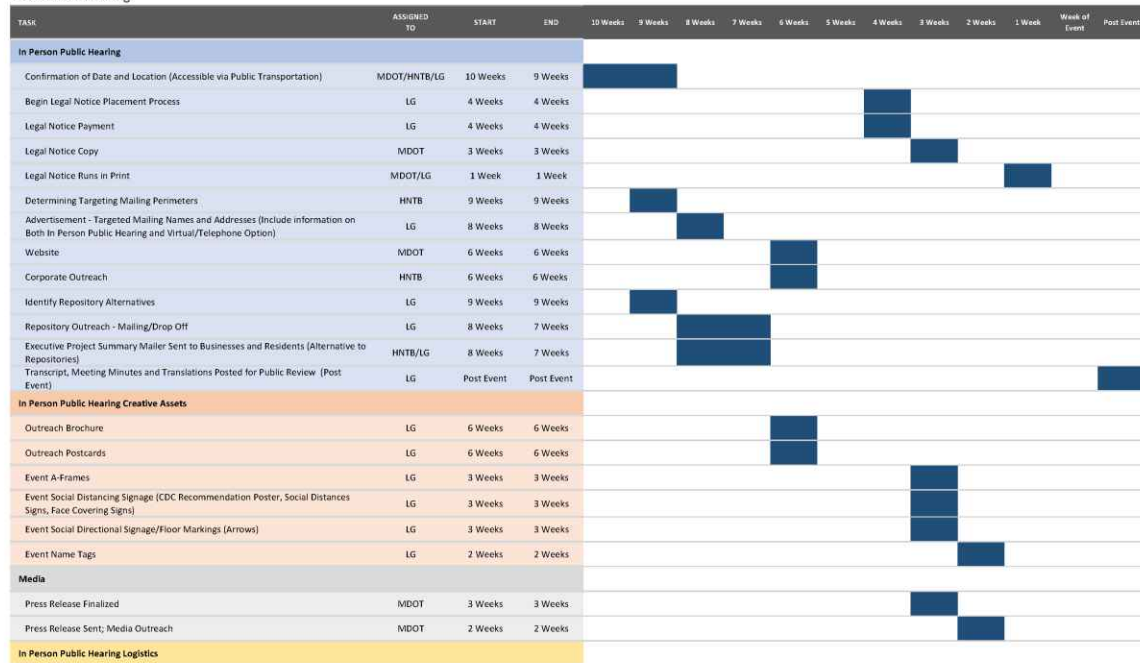 TASK ASSIGNED TO START END 10 Weeks 9 Weeks 8 Weeks 7 Weeks 6 Weeks 5 Weeks 4 Weeks 3 Weeks 2 Weeks 1 Week Week of Event Post Event
In Person Public Hearing
Confirmation of Date and Location (Accessible via Public Transportation) MDOT/HNTB/LG 10 Weeks 9 Weeks
Begin Legal Notice Placement Process LG 4 Weeks 4 Weeks
Legal Notice Payment LG 4 Weeks 4 Weeks
Legal Notice Copy MDOT 3 Weeks 3 Weeks
Legal Notice Runs in Print MDOT/LG 1 Week 1 Week
Determining Targeting Mailing Perimeters HNTB 9 Weeks 9 Weeks
Advertisement - Targeted Mailing Names and Addresses (Include information on
Both In Person Public Hearing and Virtual/Telephone Option) LG 8 Weeks 8 Weeks
Website MDOT 6 Weeks 6 Weeks
Corporate Outreach HNTB 6 Weeks 6 Weeks
Identify Repository Alternatives LG 9 Weeks 9 Weeks
Repository Outreach - Mailing/Drop Off LG 8 Weeks 7 Weeks
Executive Project Summary Mailer Sent to Businesses and Residents (Alternative to
Repositories) HNTB/LG 8 Weeks 7 Weeks
Transcript, Meeting Minutes and Translations Posted for Public Review (Post
Event) LG Post Event Post Event
In Person Public Hearing Creative Assets
Outreach Brochure LG 6 Weeks 6 Weeks
Outreach Postcards LG 6 Weeks 6 Weeks
Event A-Frames LG 3 Weeks 3 Weeks
Event Social Distancing Signage (CDC Recommendation Poster, Social Distances
Signs, Face Covering Signs) LG 3 Weeks 3 Weeks
Event Social Directional Signage/Floor Markings (Arrows) LG 3 Weeks 3 Weeks
Event Name Tags LG 2 Weeks 2 Weeks
Media
Press Release Finalized MDOT 3 Weeks 3 Weeks
Press Release Sent; Media Outreach MDOT 2 Weeks 2 Weeks
In Person Public Hearing Logistics